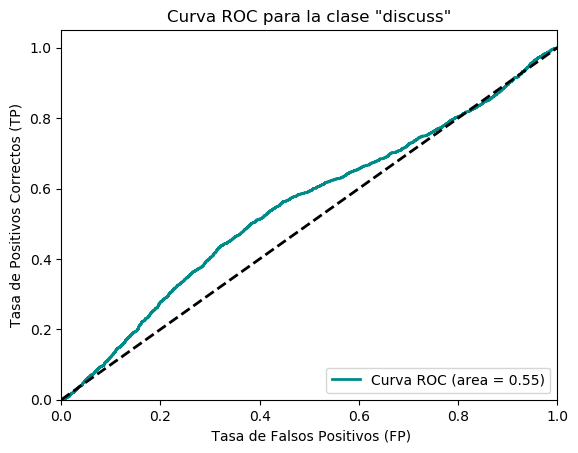 Curva ROC para la clase "discuss"
1.0
0.8
0.6
0.4
0.2
0.0
Tasa de Positivos Correctos (TP)
Curva ROC (area = 0.55)
0.0 0.2 0.4 0.6 0.8 1.0
Tasa de Falsos Positivos (FP)